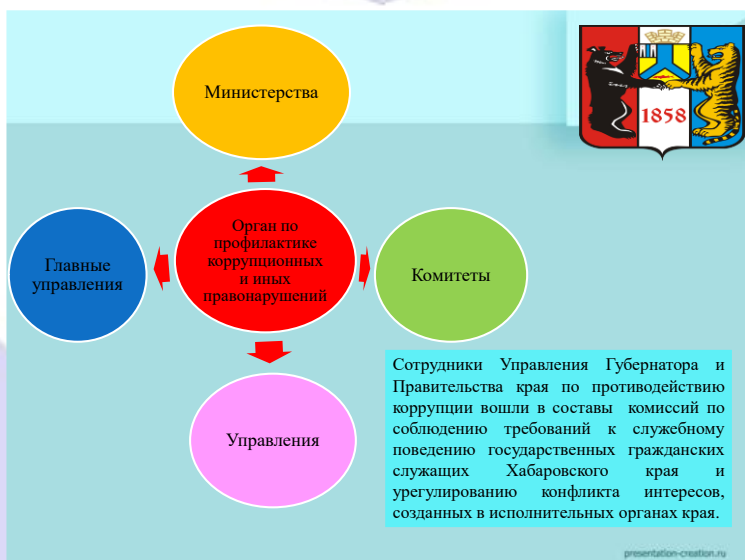 Министерства
1858
Орган по
профилактике
коррупционных
и иных
правонарушений
Главные
управления
Комитеты
Управления
Сотрудники Управления Губернатора и
Правительства края по противодействию
коррупции вошли в составы комиссий по
соблюдению требований к служебному
поведению государственных гражданских
служащих Хабаровского края и
урегулированию конфликта интересов,
созданных в исполнительных органах края.
presentation-creation.ru